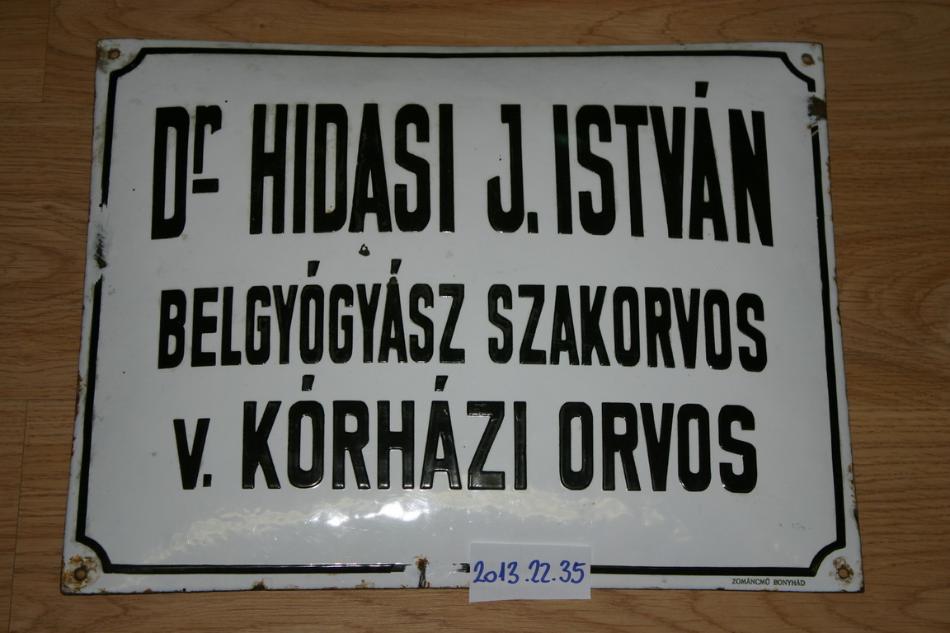 Dr HIDASI J. ISTVÁN
BELGYÓGYÁSZ SZAKORVOS
v. KÓRHÁZI ORVOS
2013.22.35
ZOMÁNCMŰ BONYHÁD